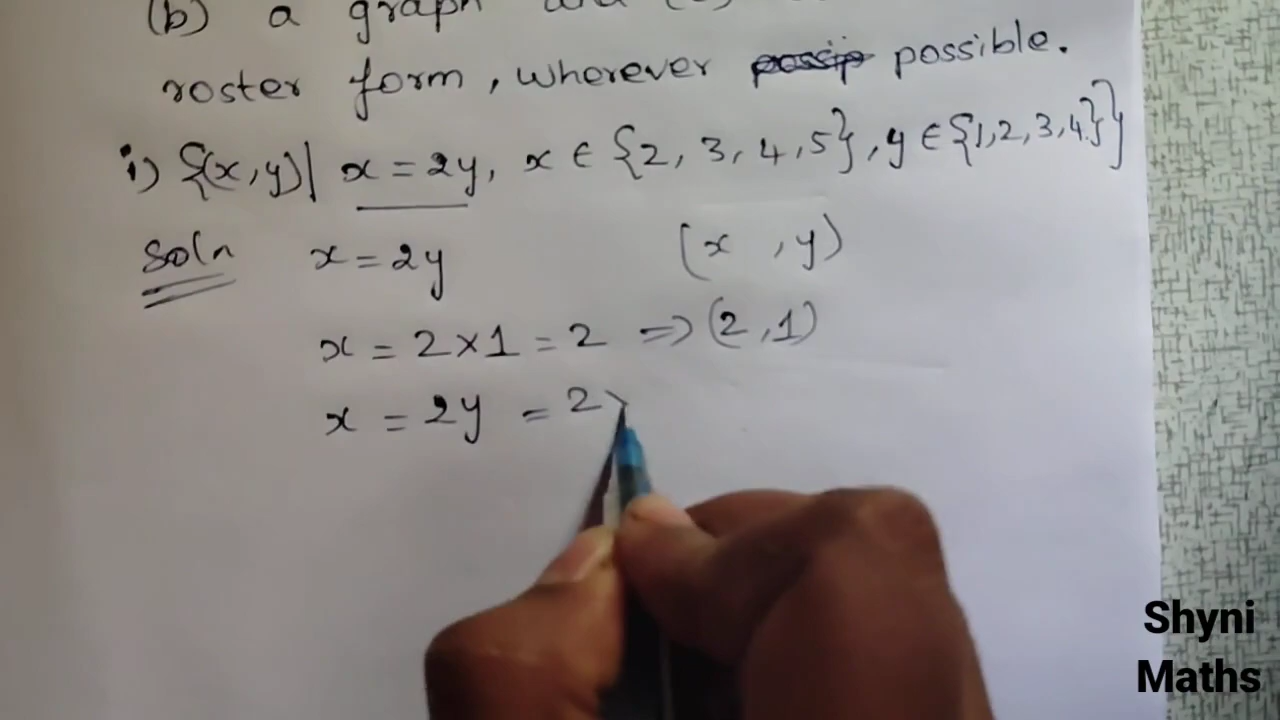 (b) a graph and
roster form, wherever possible.
i) {(x,y)| x = 2y, x ∈ {2, 3, 4, 5}, y ∈ {1,2,3,4}}
Soln x = 2y (x , y)
x = 2×1 = 2 => (2,1)
x = 2y = 2
Shyni
Maths